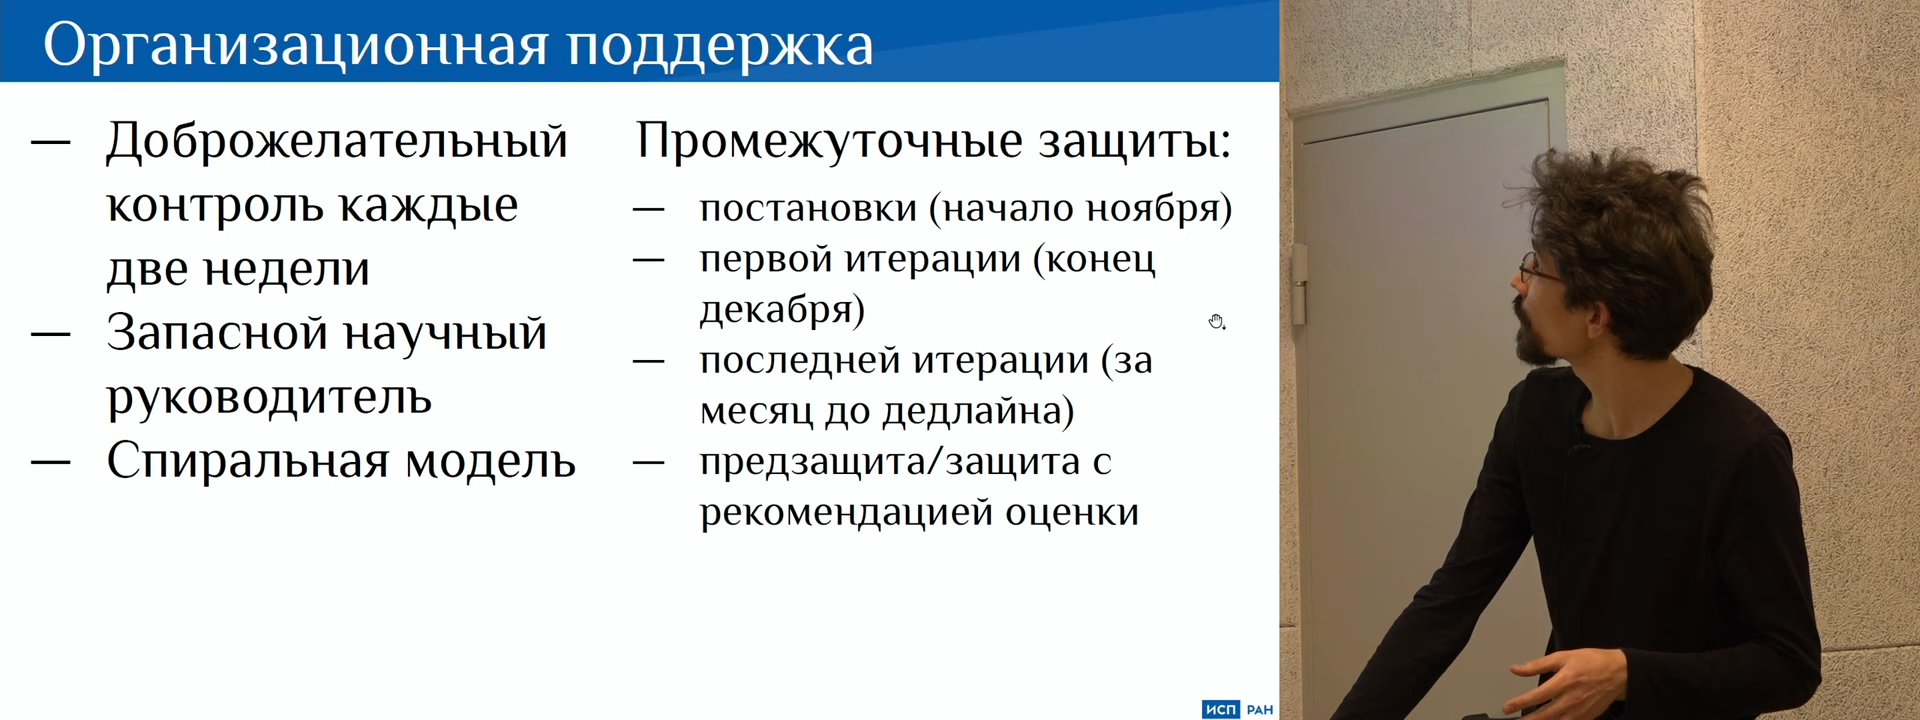 Организационная поддержка
— Доброжелательный
контроль каждые
две недели
— Запасной научный
руководитель
— Спиральная модель
Промежуточные защиты:
— постановки (начало ноября)
— первой итерации (конец
декабря)
— последней итерации (за
месяц до дедлайна)
— предзащита/защита с
рекомендацией оценки
ИСП РАН